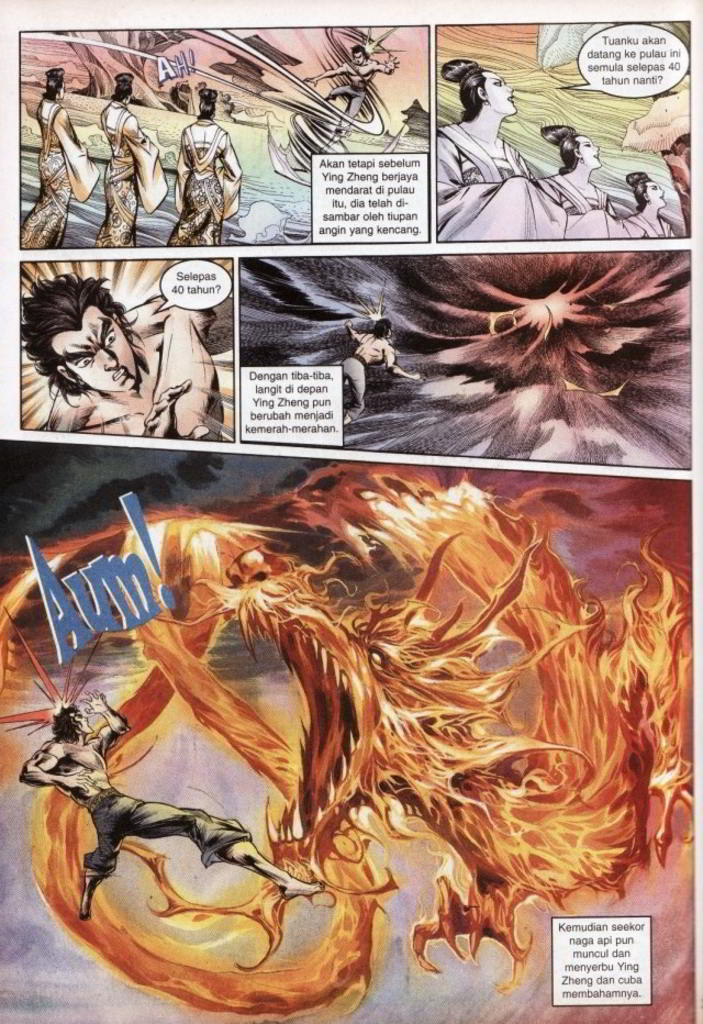 AH!
Akan tetapi sebelum
Ying Zheng berjaya
mendarat di pulau
itu, dia telah di-
sambar oleh tiupan
angin yang kencang.
Tuanku akan
datang ke pulau ini
semula selepas 40
tahun nanti?
Selepas
40 tahun?
Dengan tiba-tiba,
langit di depan
Ying Zheng pun
berubah menjadi
kemerah-merahan.
Aum!
Kemudian seekor
naga api pun
muncul dan
menyerbu Ying
Zheng dan cuba
membahamnya.